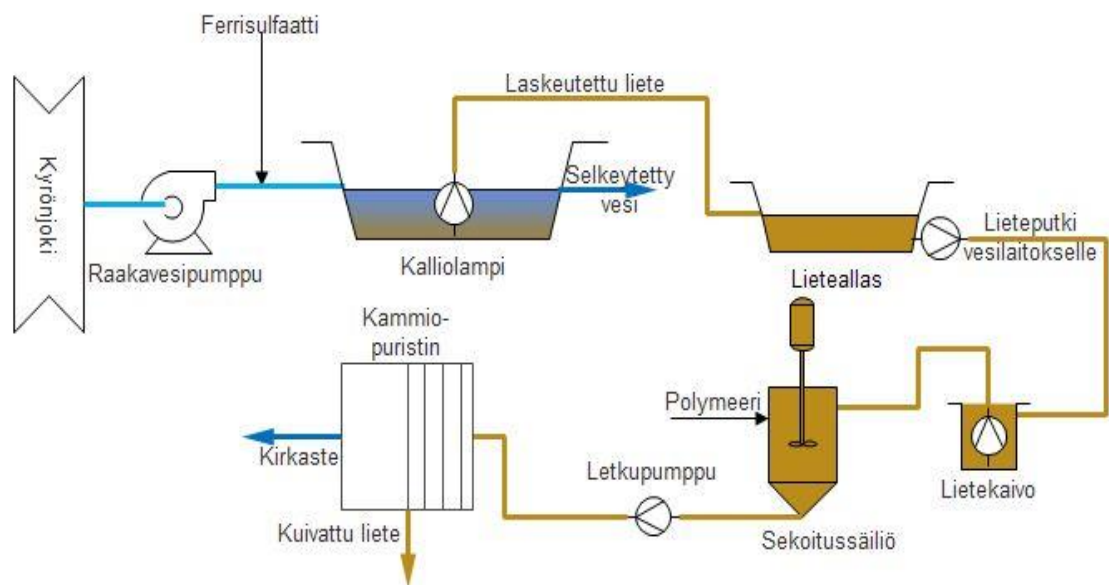 Ferrisulfaatti
Laskeutettu liete
Kyrönjoki
Selkeytetty
vesi
Raakavesipumppu
Kalliolampi
Lieteputki
vesilaitokselle
Lieteallas
Kammio-
puristin
Polymeeri
Kirkaste
Letkupumppu
Lietekaivo
Kuivattu liete
Sekoitussäiliö